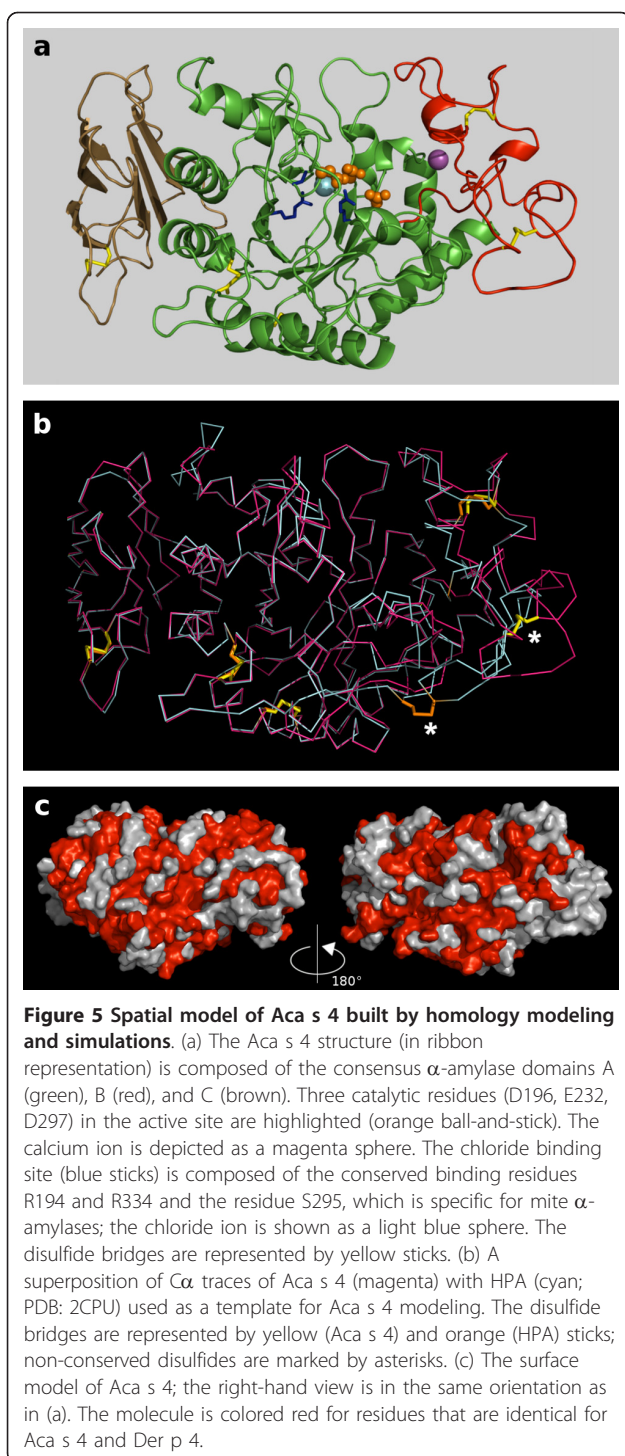 a
b
*
*
c
180°
Figure 5 Spatial model of Aca s 4 built by homology modeling
and simulations. (a) The Aca s 4 structure (in ribbon
representation) is composed of the consensus α-amylase domains A
(green), B (red), and C (brown). Three catalytic residues (D196, E232,
D297) in the active site are highlighted (orange ball-and-stick). The
calcium ion is depicted as a magenta sphere. The chloride binding
site (blue sticks) is composed of the conserved binding residues
R194 and R334 and the residue S295, which is specific for mite α-
amylases; the chloride ion is shown as a light blue sphere. The
disulfide bridges are represented by yellow sticks. (b) A
superposition of Cα traces of Aca s 4 (magenta) with HPA (cyan;
PDB: 2CPU) used as a template for Aca s 4 modeling. The disulfide
bridges are represented by yellow (Aca s 4) and orange (HPA) sticks;
non-conserved disulfides are marked by asterisks. (c) The surface
model of Aca s 4; the right-hand view is in the same orientation as
in (a). The molecule is colored red for residues that are identical for
Aca s 4 and Der p 4.